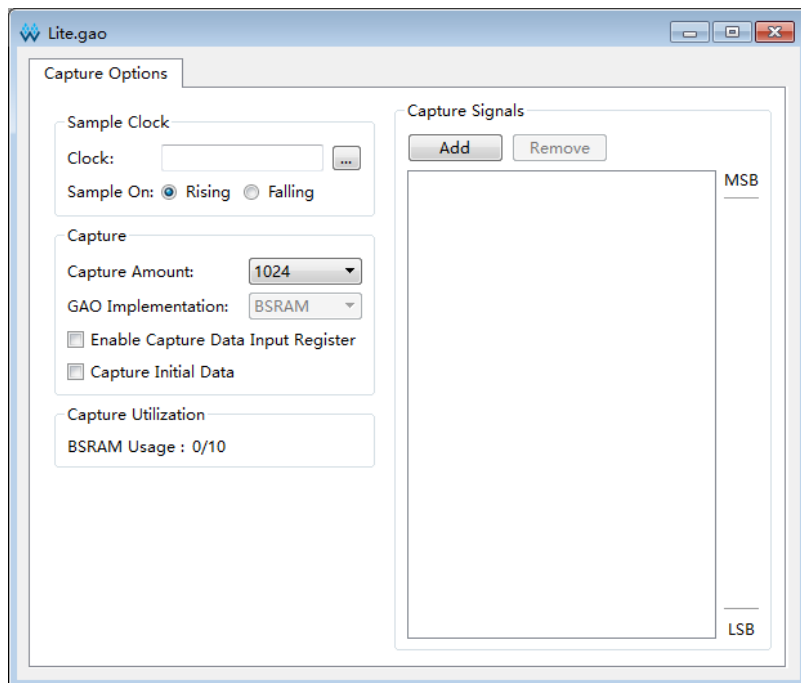 Lite.gao
Capture Options
Sample Clock
Clock:
...
Sample On: Rising Falling
Capture
Capture Amount: 1024
GAO Implementation: BSRAM
Enable Capture Data Input Register
Capture Initial Data
Capture Utilization
BSRAM Usage : 0/10
Capture Signals
Add Remove
MSB
LSB